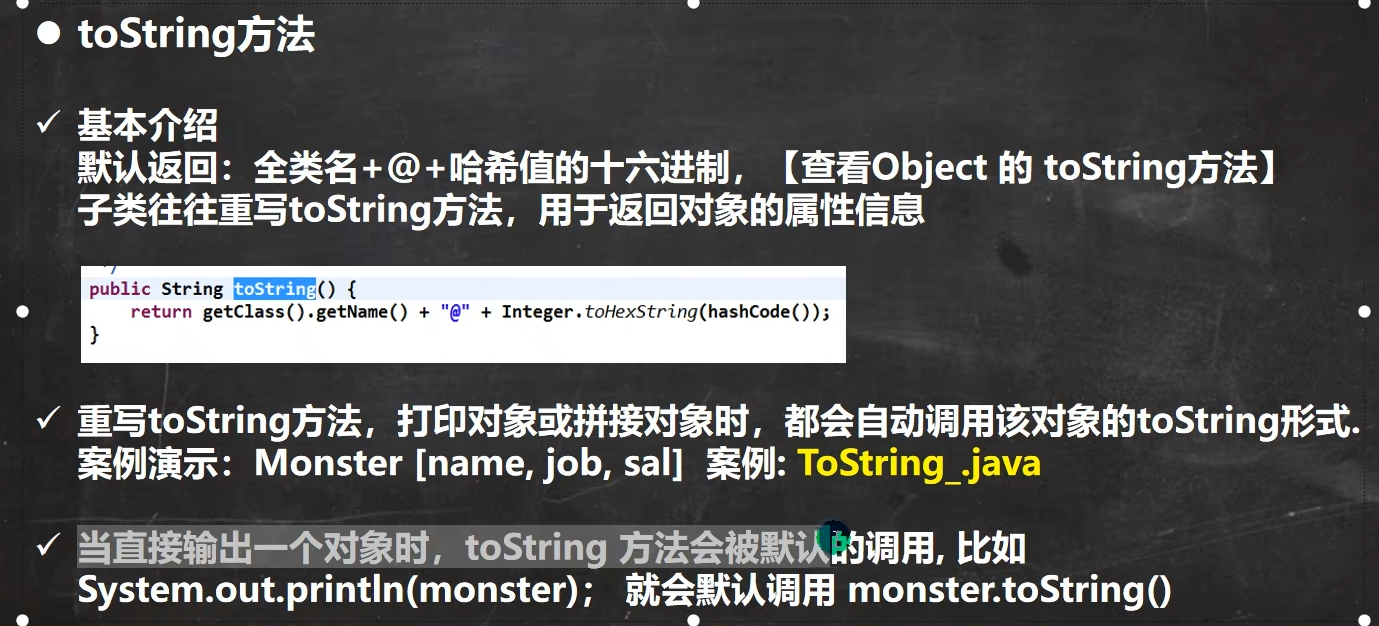 toString方法
基本介绍
默认返回：全类名+@+哈希值的十六进制，【查看Object 的 toString方法】
子类往往重写toString方法，用于返回对象的属性信息
*/
public String toString() {
return getClass().getName() + "@" + Integer.toHexString(hashCode());
}
重写toString方法，打印对象或拼接对象时，都会自动调用该对象的toString形式.
案例演示：Monster [name, job, sal] 案例: ToString_.java
当直接输出一个对象时，toString 方法会被默认的调用, 比如
System.out.println(monster)； 就会默认调用 monster.toString()